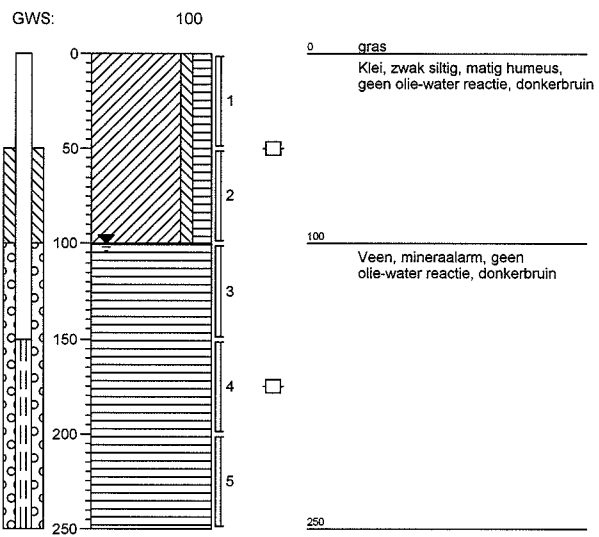 GWS: 100
0
50
100
150
200
250
1
2
3
4
5
0 gras
Klei, zwak siltig, matig humeus,
geen olie-water reactie, donkerbruin
100
Veen, mineraalarm, geen
olie-water reactie, donkerbruin
250